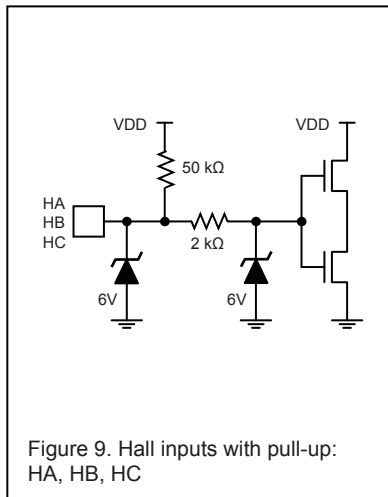 VDD
VDD
50 kΩ
HA
HB
HC
2 kΩ
6V
6V
Figure 9. Hall inputs with pull-up:
HA, HB, HC